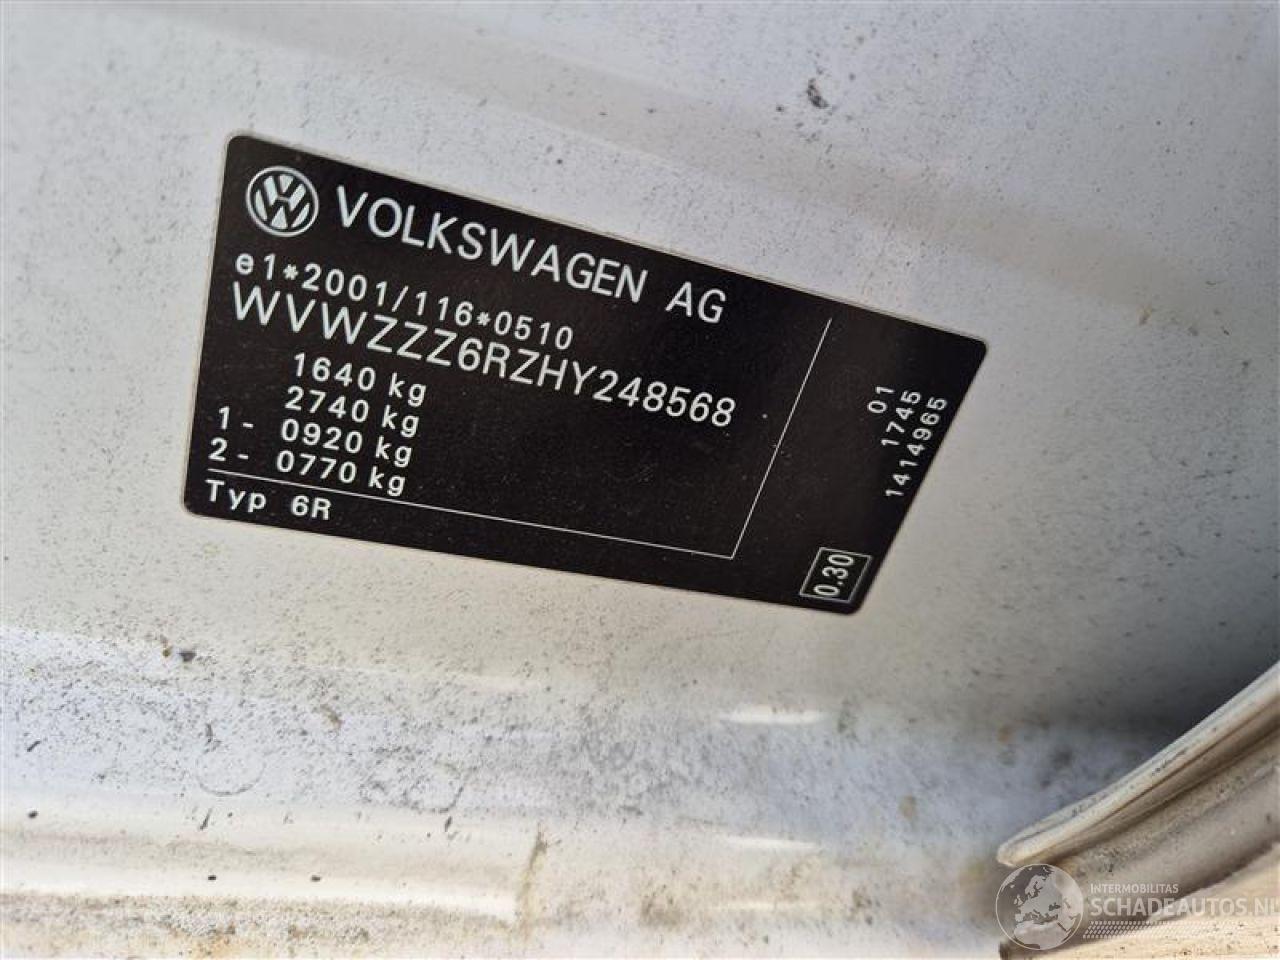 VOLKSWAGEN AG
e1*2001/116*0510
WVWZZZ6RZHY248568
1640 kg
2740 kg
1- 0920 kg
2- 0770 kg
Typ 6R
01
1745
1414965
0.30
INTERMOBILITAS
SCHADEAUTOS.NL